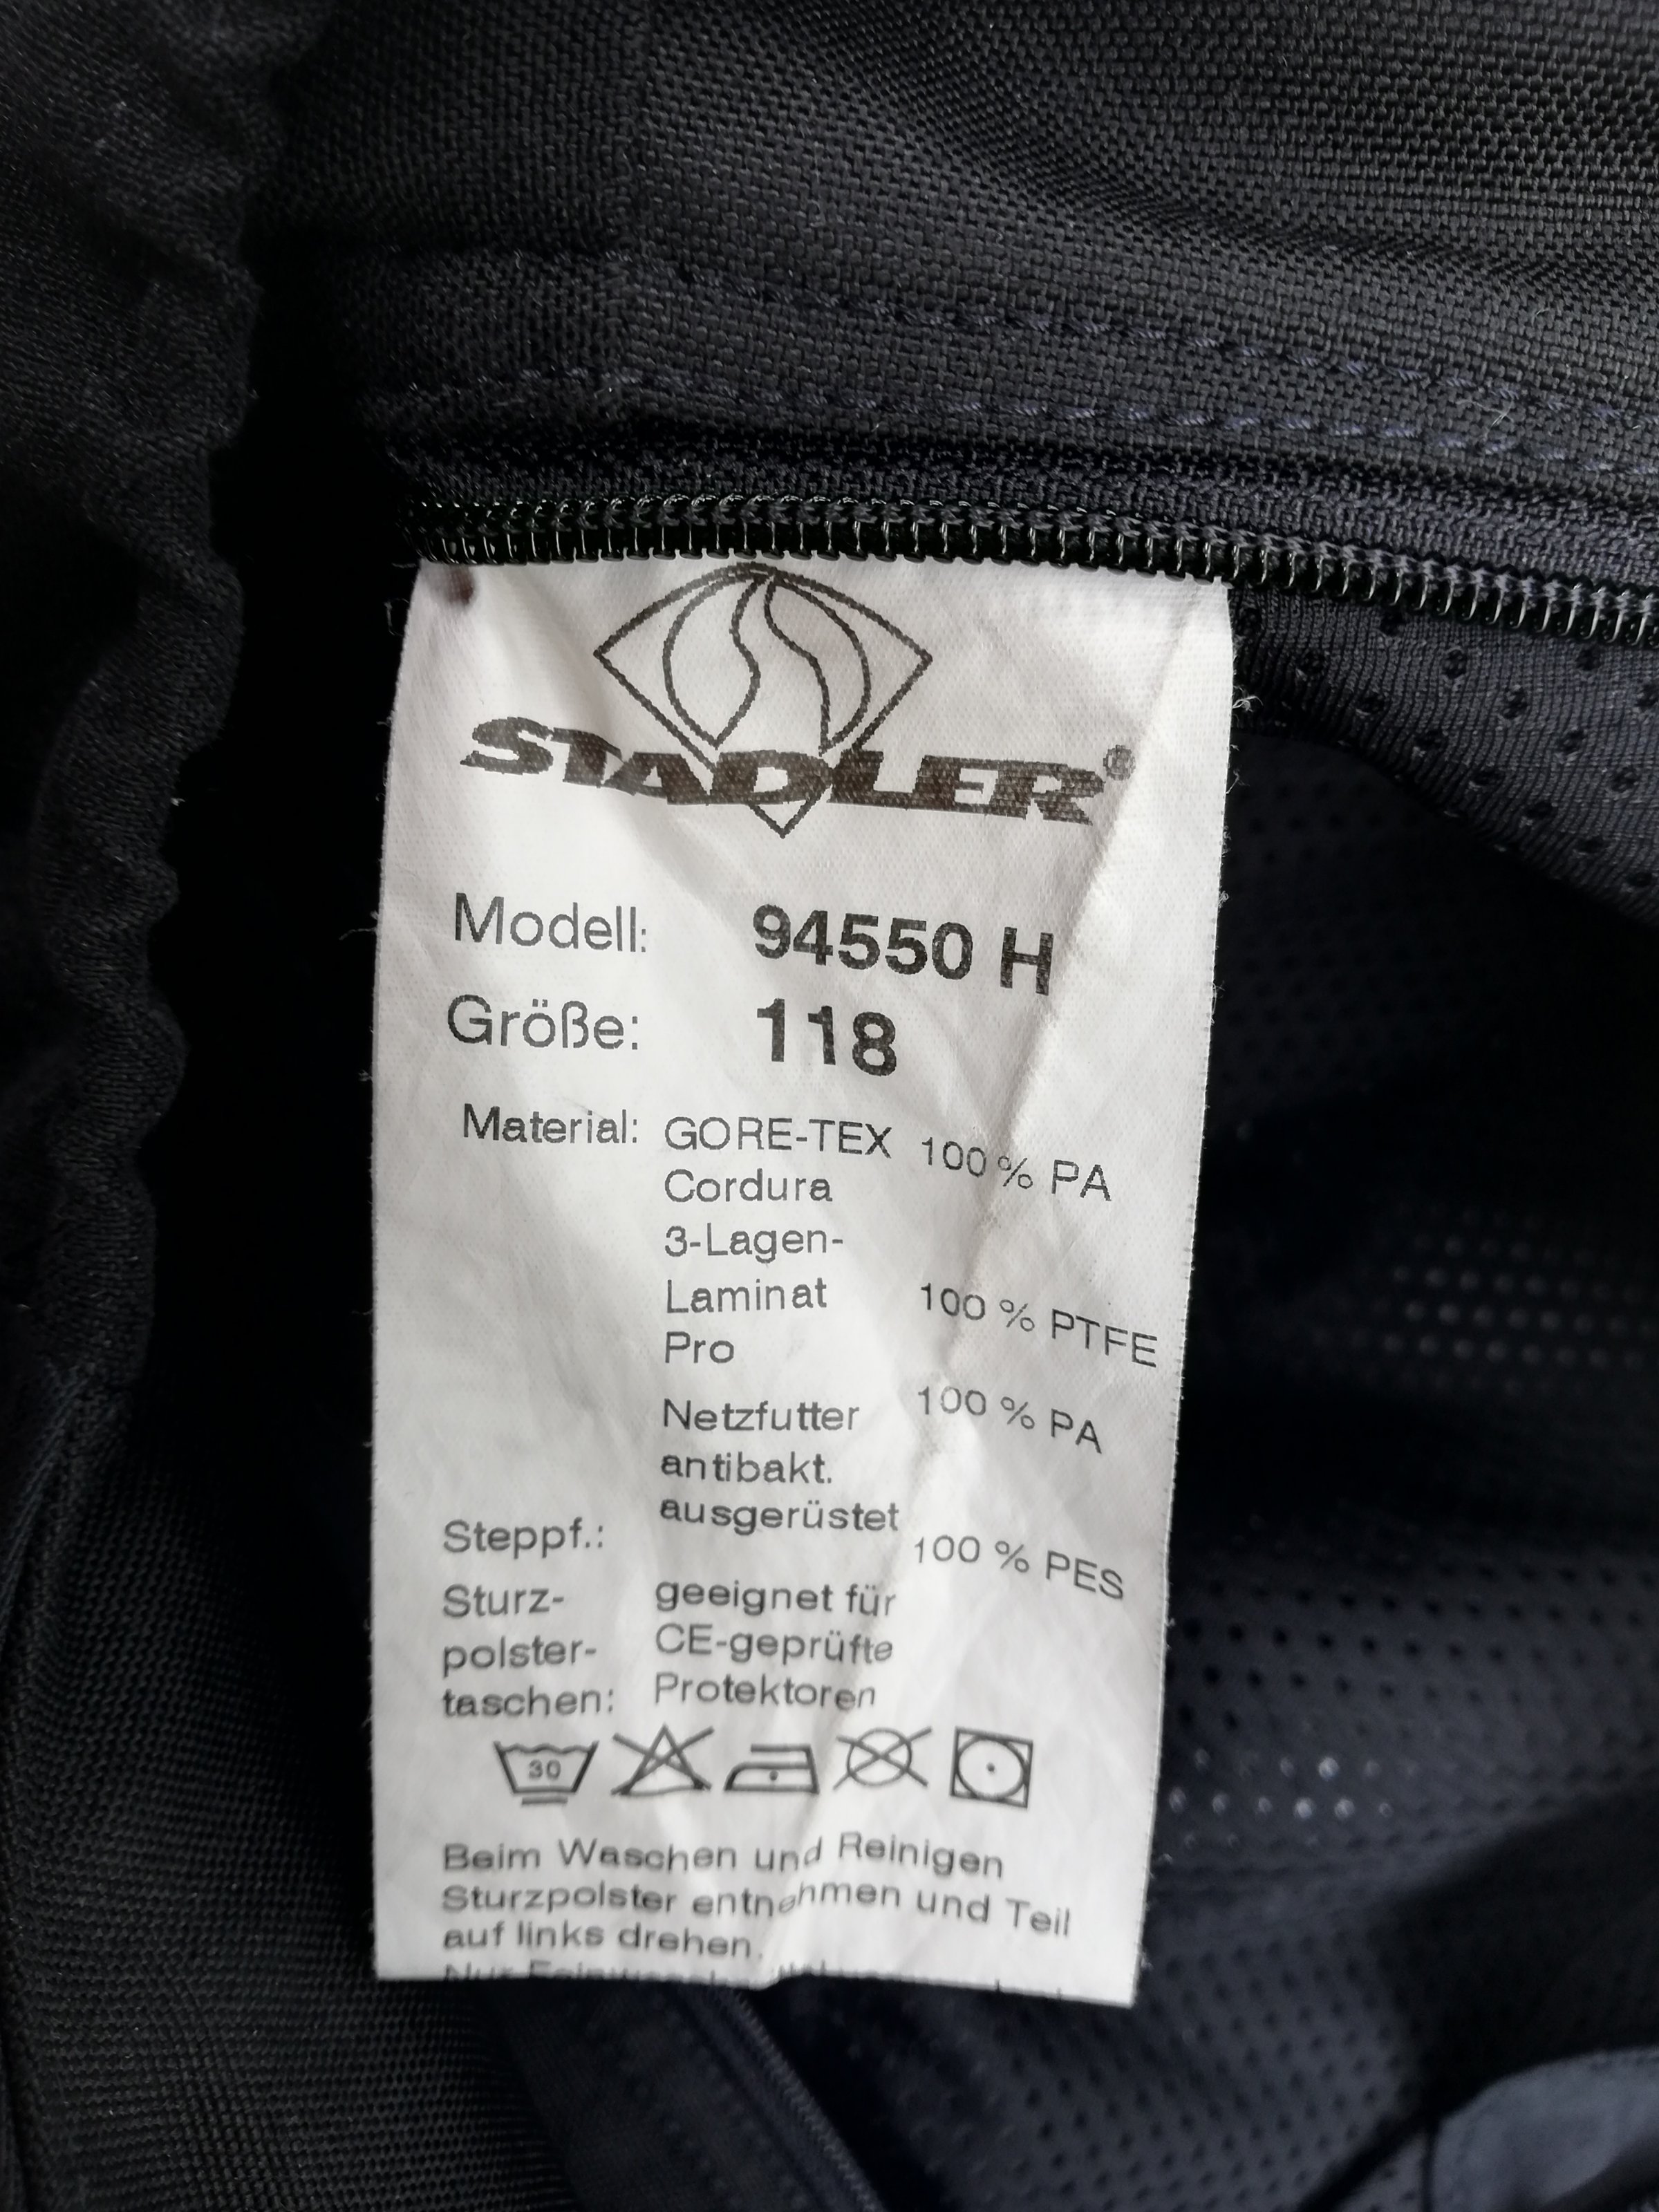 STADLER®
Modell: 94550 H
Größe: 118
Material: GORE-TEX 100 % PA
Cordura
3-Lagen-
Laminat 100 % PTFE
Pro
Netzfutter 100 % PA
antibakt.
ausgerüstet
Steppf.: 100 % PES
Sturz- geeignet für
polster- CE-geprüfte
taschen: Protektoren
30
Beim Waschen und Reinigen
Sturzpolster entnehmen und Teil
auf links drehen.